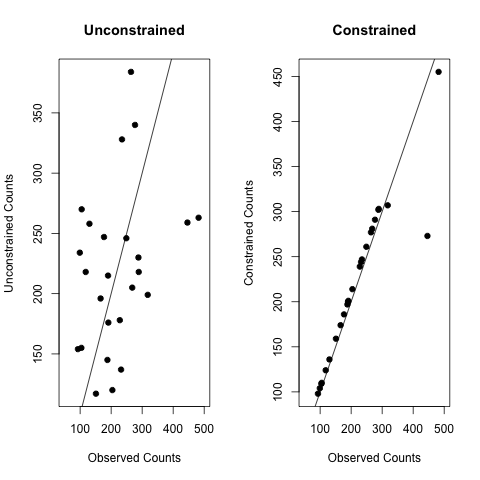 Unconstrained
Unconstrained Counts
350
300
250
200
150
100 200 300 400 500
Observed Counts
Constrained
Constrained Counts
450
400
350
300
250
200
150
100
100 200 300 400 500
Observed Counts